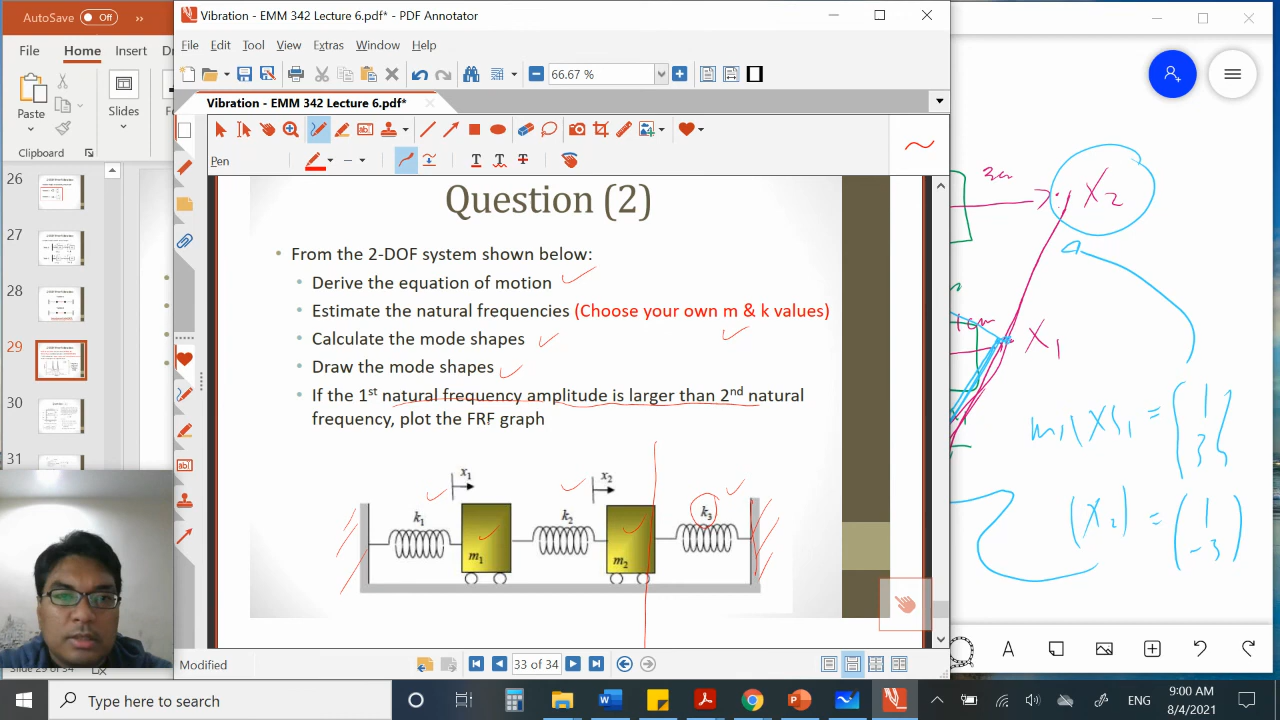 AutoSave
Off
File
Home
Insert
Paste
Slides
Clipboard
26
27
28
29
30
31
Vibration - EMM 342 Lecture 6.pdf* - PDF Annotator
File Edit Tool View Extras Window Help
66.67 %
Vibration - EMM 342 Lecture 6.pdf*
Pen
Question (2)
From the 2-DOF system shown below:
Derive the equation of motion
Estimate the natural frequencies (Choose your own m & k values)
Calculate the mode shapes
Draw the mode shapes
If the 1st natural frequency amplitude is larger than 2nd natural
frequency, plot the FRF graph
x1
x2
k1
k2
k3
m1
m2
X2
X1
1
3
1
-3
Modified
33 of 34
Type here to search
ENG
9:00 AM
8/4/2021